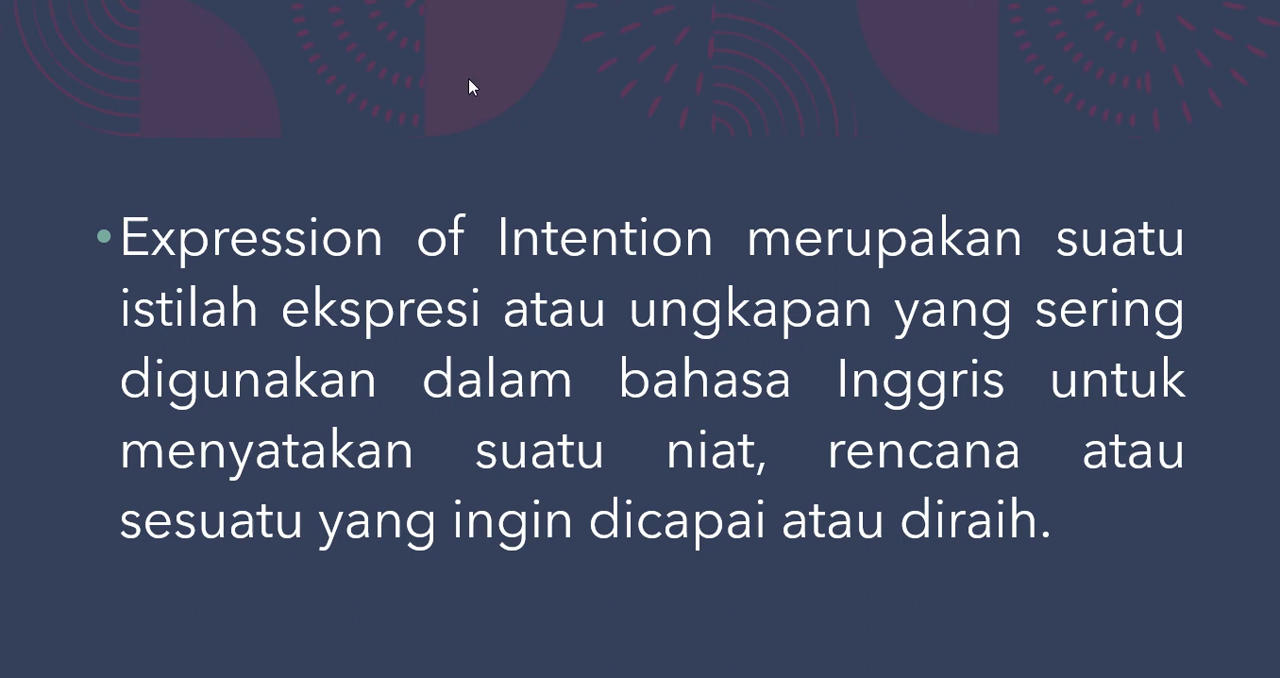 •Expression of Intention merupakan suatu
istilah ekspresi atau ungkapan yang sering
digunakan dalam bahasa Inggris untuk
menyatakan suatu niat, rencana atau
sesuatu yang ingin dicapai atau diraih.